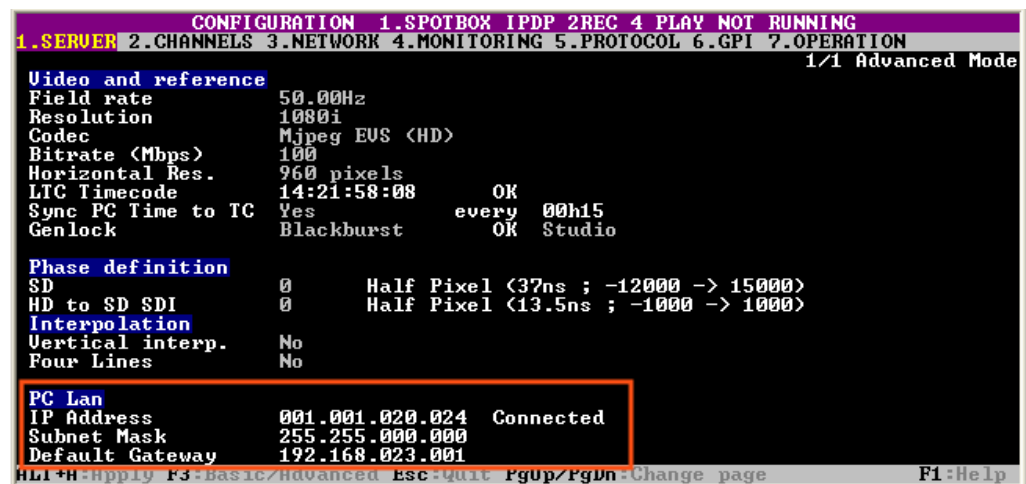 CONFIGURATION 1.SPOTBOX IPDP 2REC 4 PLAY NOT RUNNING
1.SERVER 2.CHANNELS 3.NETWORK 4.MONITORING 5.PROTOCOL 6.GPI 7.OPERATION
1/1 Advanced Mode
Video and reference
Field rate 50.00Hz
Resolution 1080i
Codec Mjpeg EVS (HD)
Bitrate (Mbps) 100
Horizontal Res. 960 pixels
LTC Timecode 14:21:58:08 OK
Sync PC Time to TC Yes every 00h15
Genlock Blackburst OK Studio
Phase definition
SD 0 Half Pixel (37ns ; -12000 -> 15000)
HD to SD SDI 0 Half Pixel (13.5ns ; -1000 -> 1000)
Interpolation
Vertical interp. No
Four Lines No
PC Lan
IP Address 001.001.020.024 Connected
Subnet Mask 255.255.000.000
Default Gateway 192.168.023.001
ALT+A:Apply F3:Basic/Advanced Esc:Quit PgUp/PgDn:Change page F1:Help